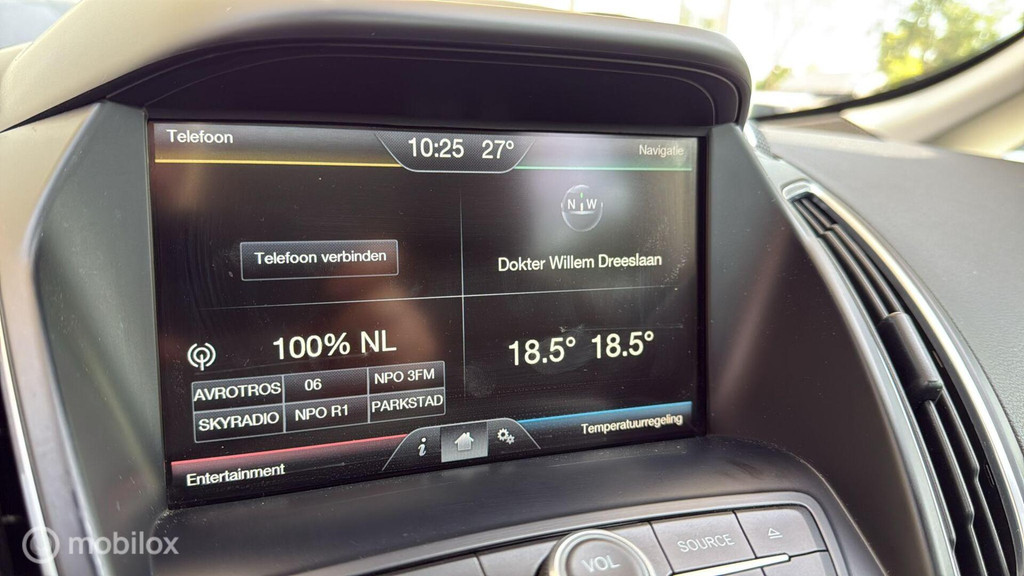 Telefoon
10:25 27°
Navigatie
N W
Telefoon verbinden
Dokter Willem Dreeslaan
100% NL
18.5° 18.5°
AVROTROS 06 NPO 3FM
SKYRADIO NPO R1 PARKSTAD
i
Entertainment
Temperatuurregeling
VOL
SOURCE
mobilox